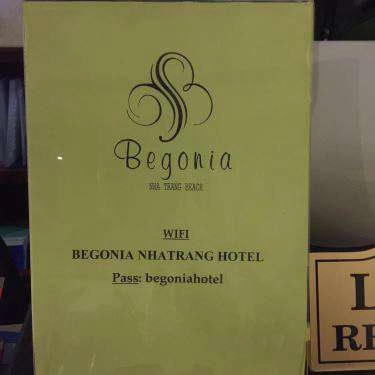 Begonia
NHA TRANG BEACH
WIFI
BEGONIA NHATRANG HOTEL
Pass: begoniahotel